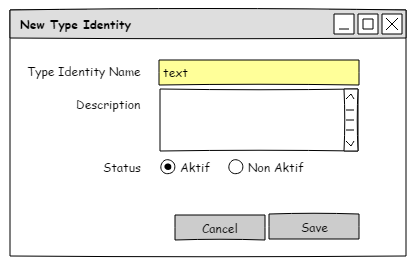 New Type Identity
Type Identity Name text
Description
Status Aktif Non Aktif
Cancel Save